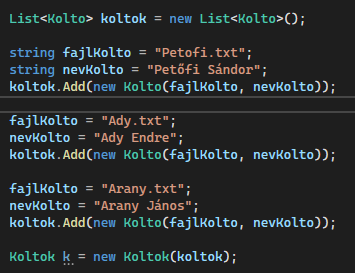 List<Kolto> koltok = new List<Kolto>();
string fajlKolto = "Petofi.txt";
string nevKolto = "Petőfi Sándor";
koltok.Add(new Kolto(fajlKolto, nevKolto));
fajlKolto = "Ady.txt";
nevKolto = "Ady Endre";
koltok.Add(new Kolto(fajlKolto, nevKolto));
fajlKolto = "Arany.txt";
nevKolto = "Arany János";
koltok.Add(new Kolto(fajlKolto, nevKolto));
Koltok k = new Koltok(koltok);